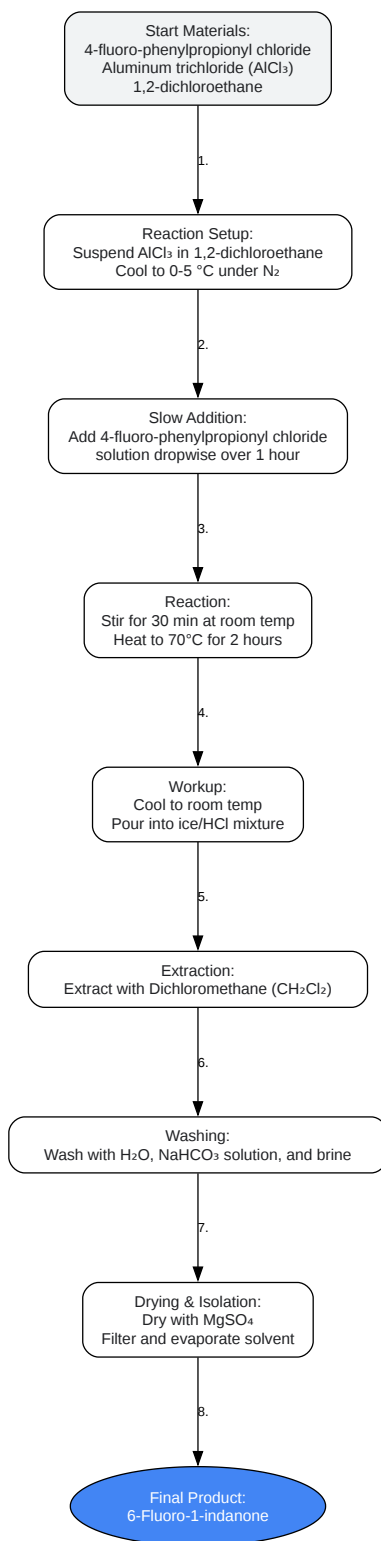 Start Materials:
4-fluoro-phenylpropionyl chloride
Aluminum trichloride (AlCl₃)
1,2-dichloroethane
1.
Reaction Setup:
Suspend AlCl₃ in 1,2-dichloroethane
Cool to 0-5 °C under N₂
2.
Slow Addition:
Add 4-fluoro-phenylpropionyl chloride
solution dropwise over 1 hour
3.
Reaction:
Stir for 30 min at room temp
Heat to 70°C for 2 hours
4.
Workup:
Cool to room temp
Pour into ice/HCl mixture
5.
Extraction:
Extract with Dichloromethane (CH₂Cl₂)
6.
Washing:
Wash with H₂O, NaHCO₃ solution, and brine
7.
Drying & Isolation:
Dry with MgSO₄
Filter and evaporate solvent
8.
Final Product:
6-Fluoro-1-indanone